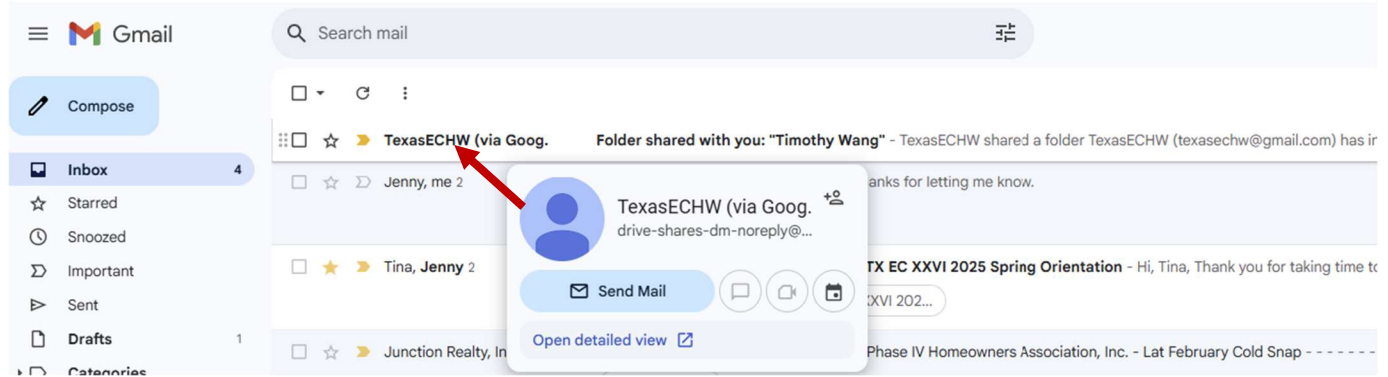 Gmail
Search mail
Compose
TexasECHW (via Goog. Folder shared with you: "Timothy Wang" - TexasECHW shared a folder TexasECHW (texasechw@gmail.com) has in
Inbox 4
Jenny, me 2 anks for letting me know.
Starred
TexasECHW (via Goog.
drive-shares-dm-noreply@...
Snoozed
Important
Tina, Jenny 2 TX EC XXVI 2025 Spring Orientation - Hi, Tina, Thank you for taking time to
Send Mail
XXVI 202...
Sent
Drafts 1
Open detailed view
Junction Realty, In Phase IV Homeowners Association, Inc. - Lat February Cold Snap - - - - - - - -
Categories